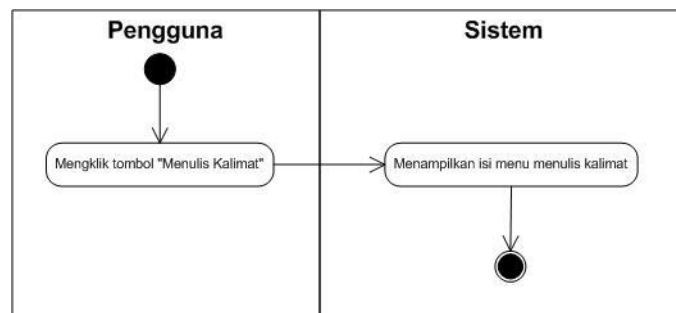 Pengguna
Sistem
Mengklik tombol "Menulis Kalimat"
Menampilkan isi menu menulis kalimat